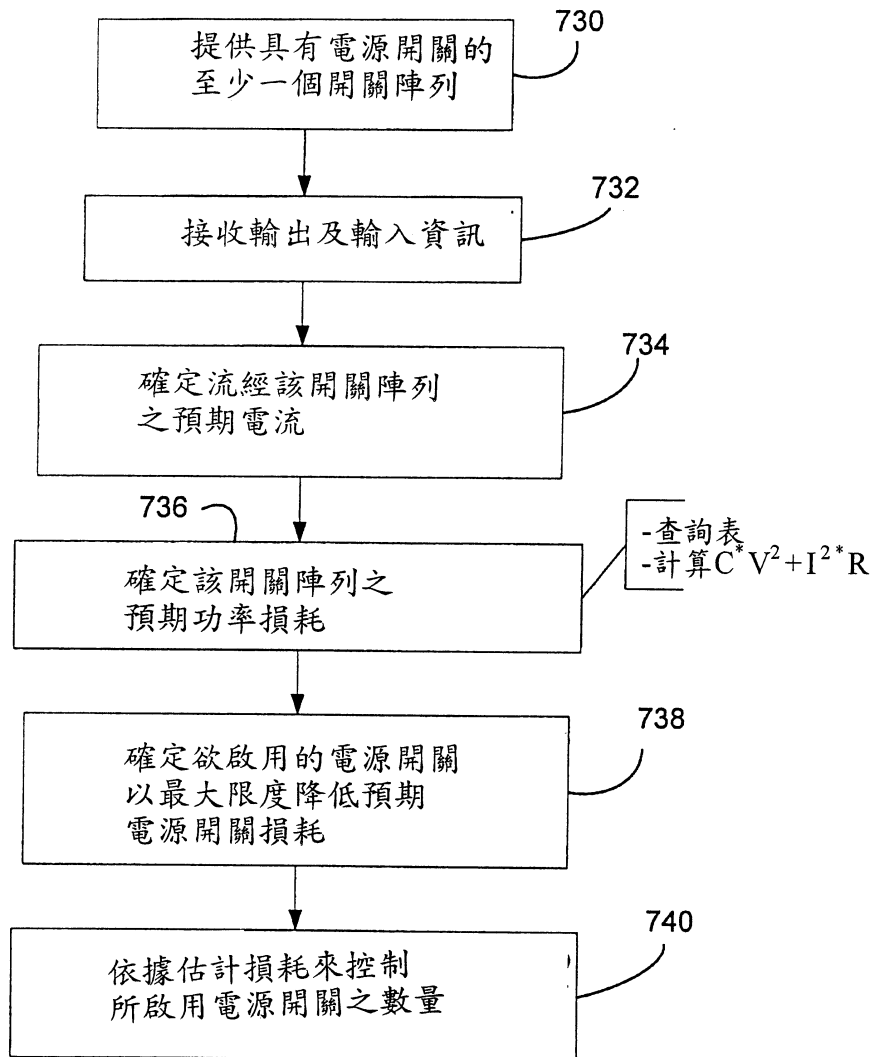 730
提供具有電源開關的
至少一個開關陣列
732
接收輸出及輸入資訊
734
確定流經該開關陣列
之預期電流
736
確定該開關陣列之
預期功率損耗
-查詢表
-計算C*V²+I²*R
738
確定欲啟用的電源開關
以最大限度降低預期
電源開關損耗
740
依據估計損耗來控制
所啟用電源開關之數量